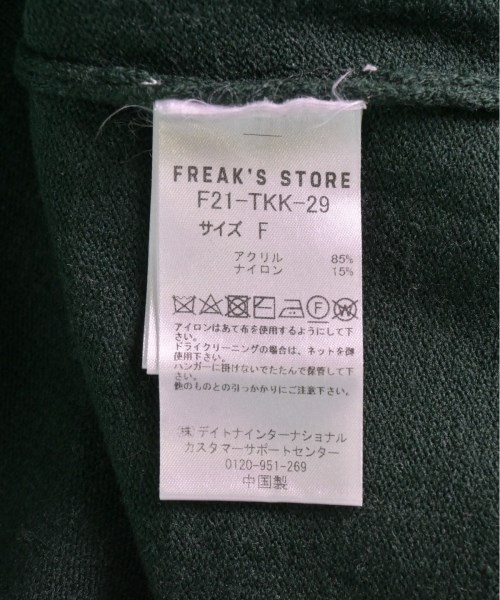 FREAK'S STORE
F21-TKK-29
サイズ F
アクリル 85%
ナイロン 15%
アイロンはあて布を使用するようにして下
さい。
ドライクリーニングの場合は、ネットを御
使用下さい。
ハンガーに掛けないでたたんで保管して下
さい。
他のものとの引っかかりにご注意下さい。
(株)デイトナインターナショナル
カスタマーサポートセンター
0120-951-269
中国製